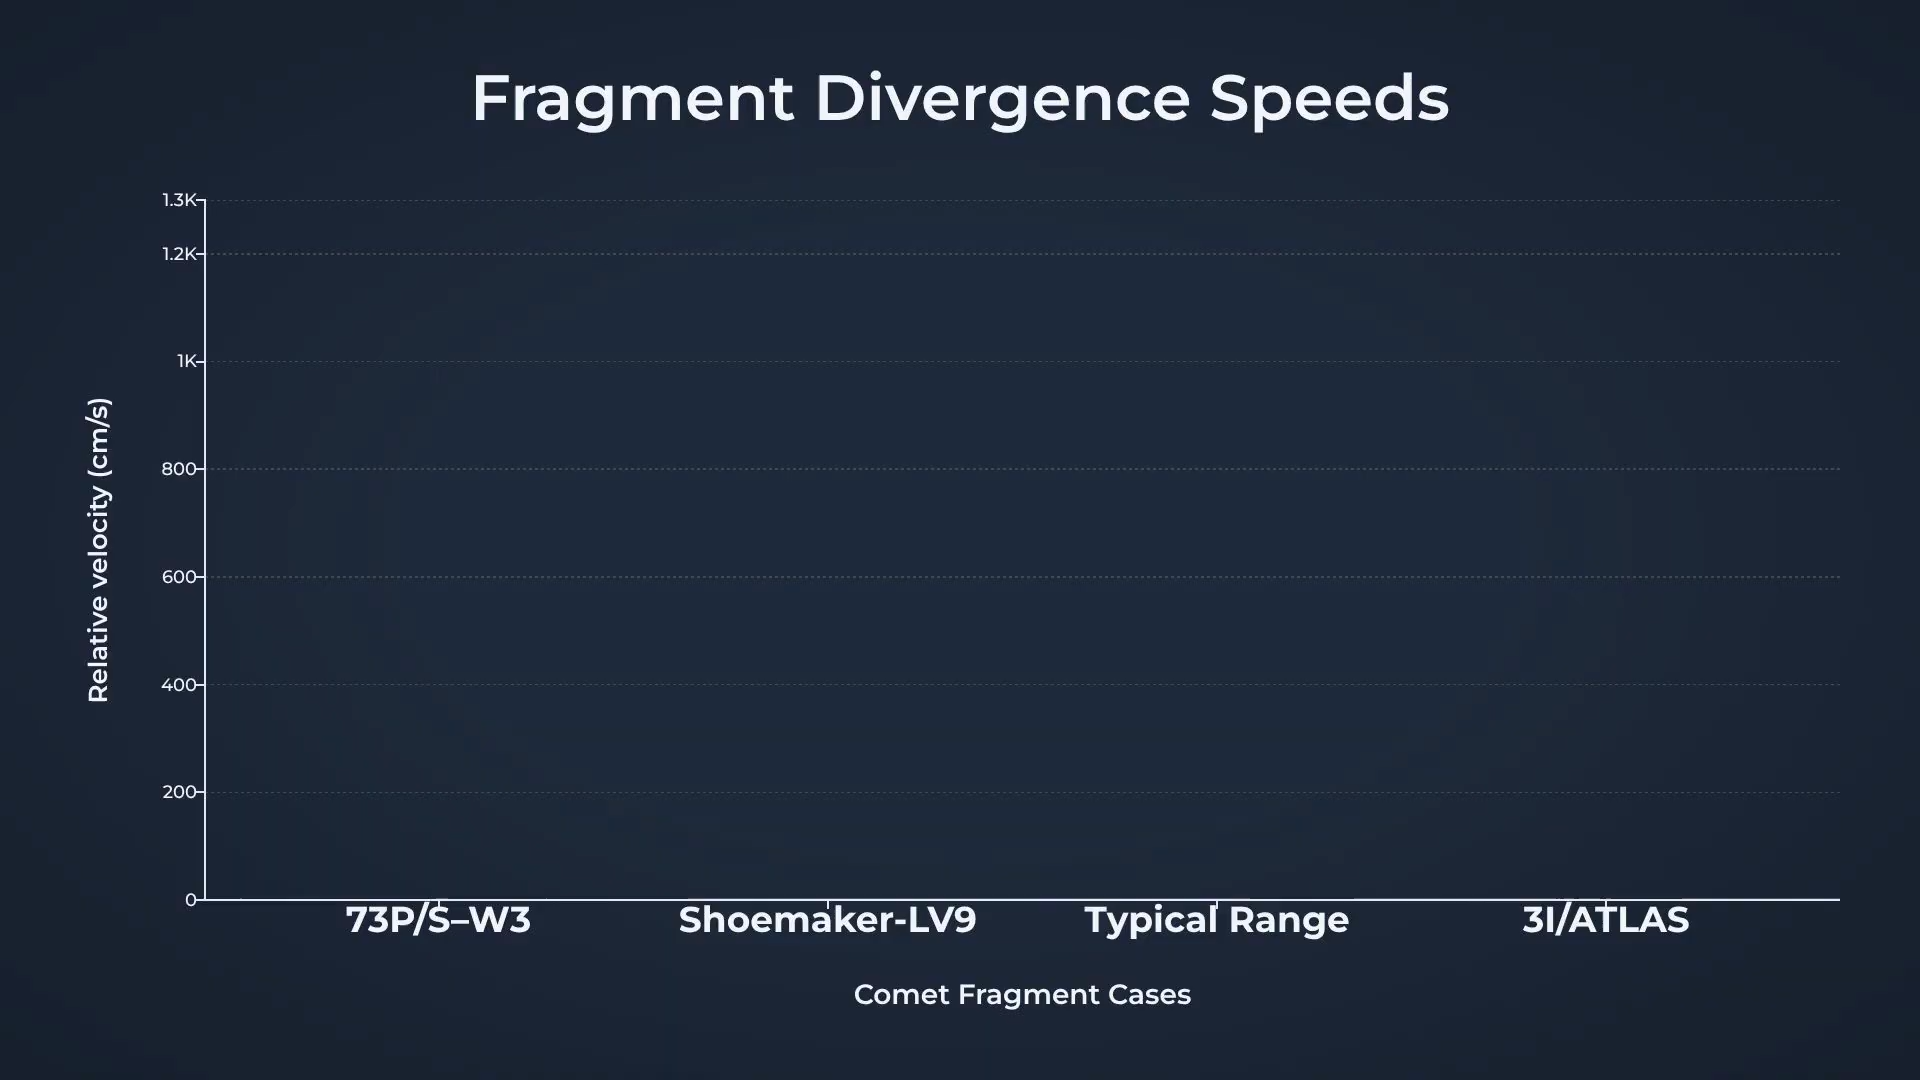 Fragment Divergence Speeds
1.3K
1.2K
1K
800
600
400
200
0
Relative velocity (cm/s)
73P/S–W3
Shoemaker-LV9
Typical Range
3I/ATLAS
Comet Fragment Cases